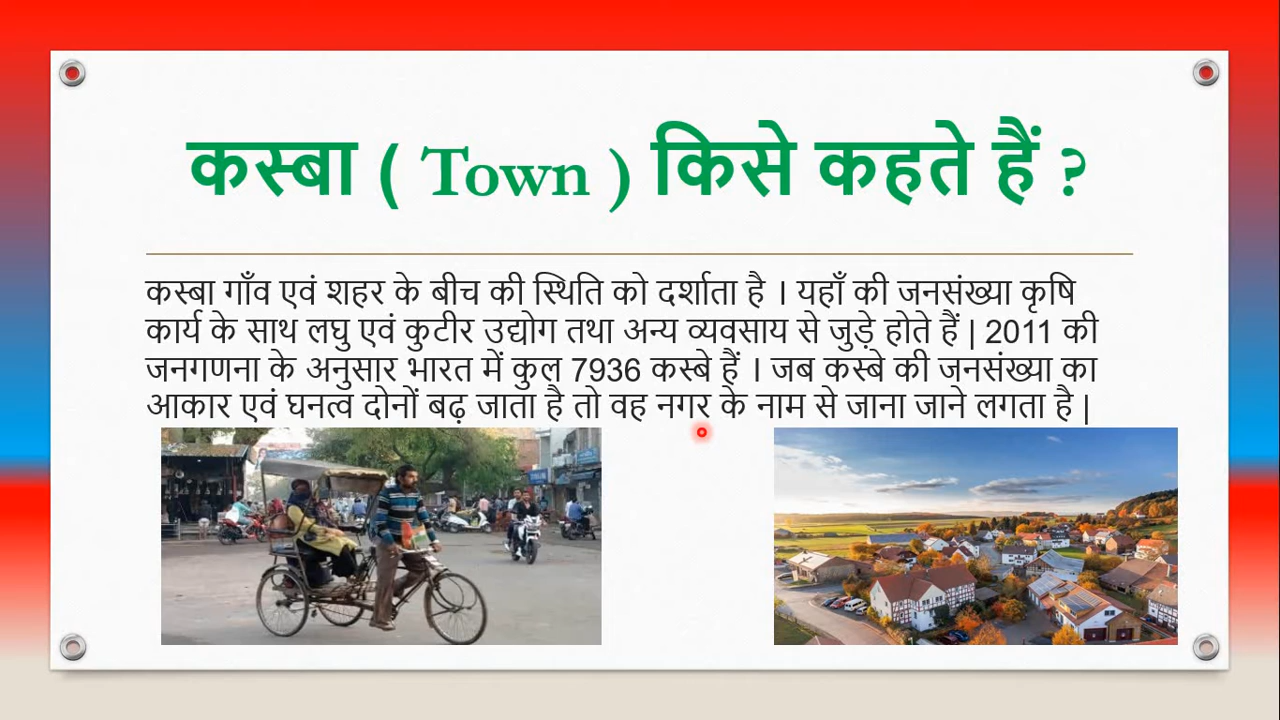 कस्बा ( Town ) किसे कहते हैं ?
कस्बा गाँव एवं शहर के बीच की स्थिति को दर्शाता है । यहाँ की जनसंख्या कृषि
कार्य के साथ लघु एवं कुटीर उद्योग तथा अन्य व्यवसाय से जुड़े होते हैं | 2011 की
जनगणना के अनुसार भारत में कुल 7936 कस्बे हैं । जब कस्बे की जनसंख्या का
आकार एवं घनत्व दोनों बढ़ जाता है तो वह नगर के नाम से जाना जाने लगता है |